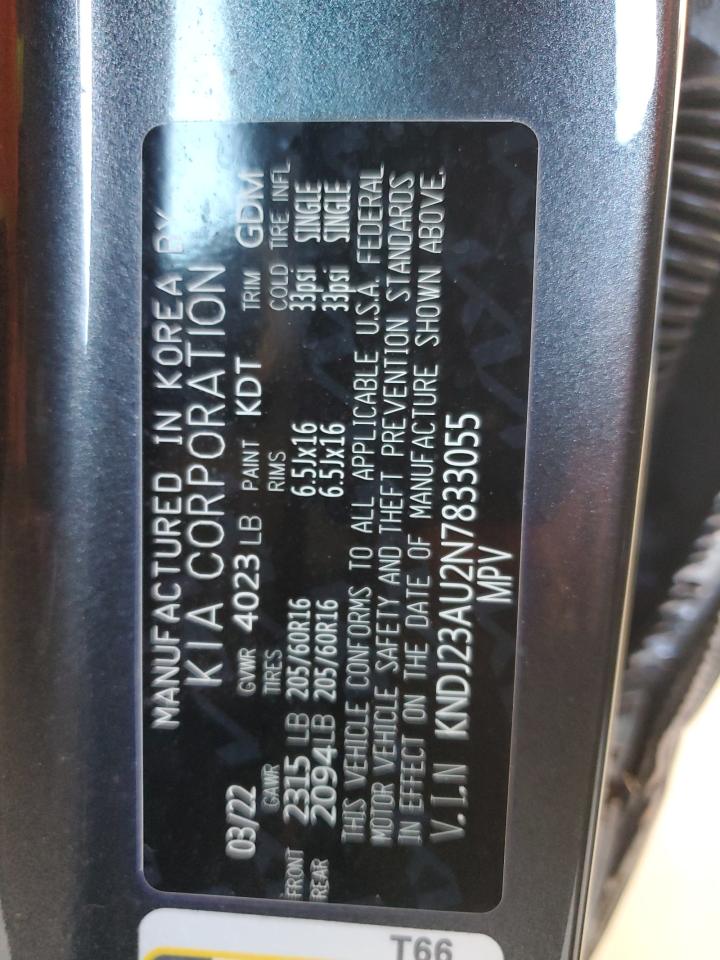 MANUFACTURED IN KOREA BY
KIA CORPORATION
03/22 GVWR 4023 LB PAINT KDT TRIM GDM
GAWR TIRES RIMS COLD TIRE INFL
FRONT 2315 LB 205/60R16 6.5Jx16 33psi SINGLE
REAR 2094 LB 205/60R16 6.5Jx16 33psi SINGLE
THIS VEHICLE CONFORMS TO ALL APPLICABLE U.S.A. FEDERAL
MOTOR VEHICLE SAFETY AND THEFT PREVENTION STANDARDS
IN EFFECT ON THE DATE OF MANUFACTURE SHOWN ABOVE.
V.I.N KNDJ23AU2N7833055
MPV
T66